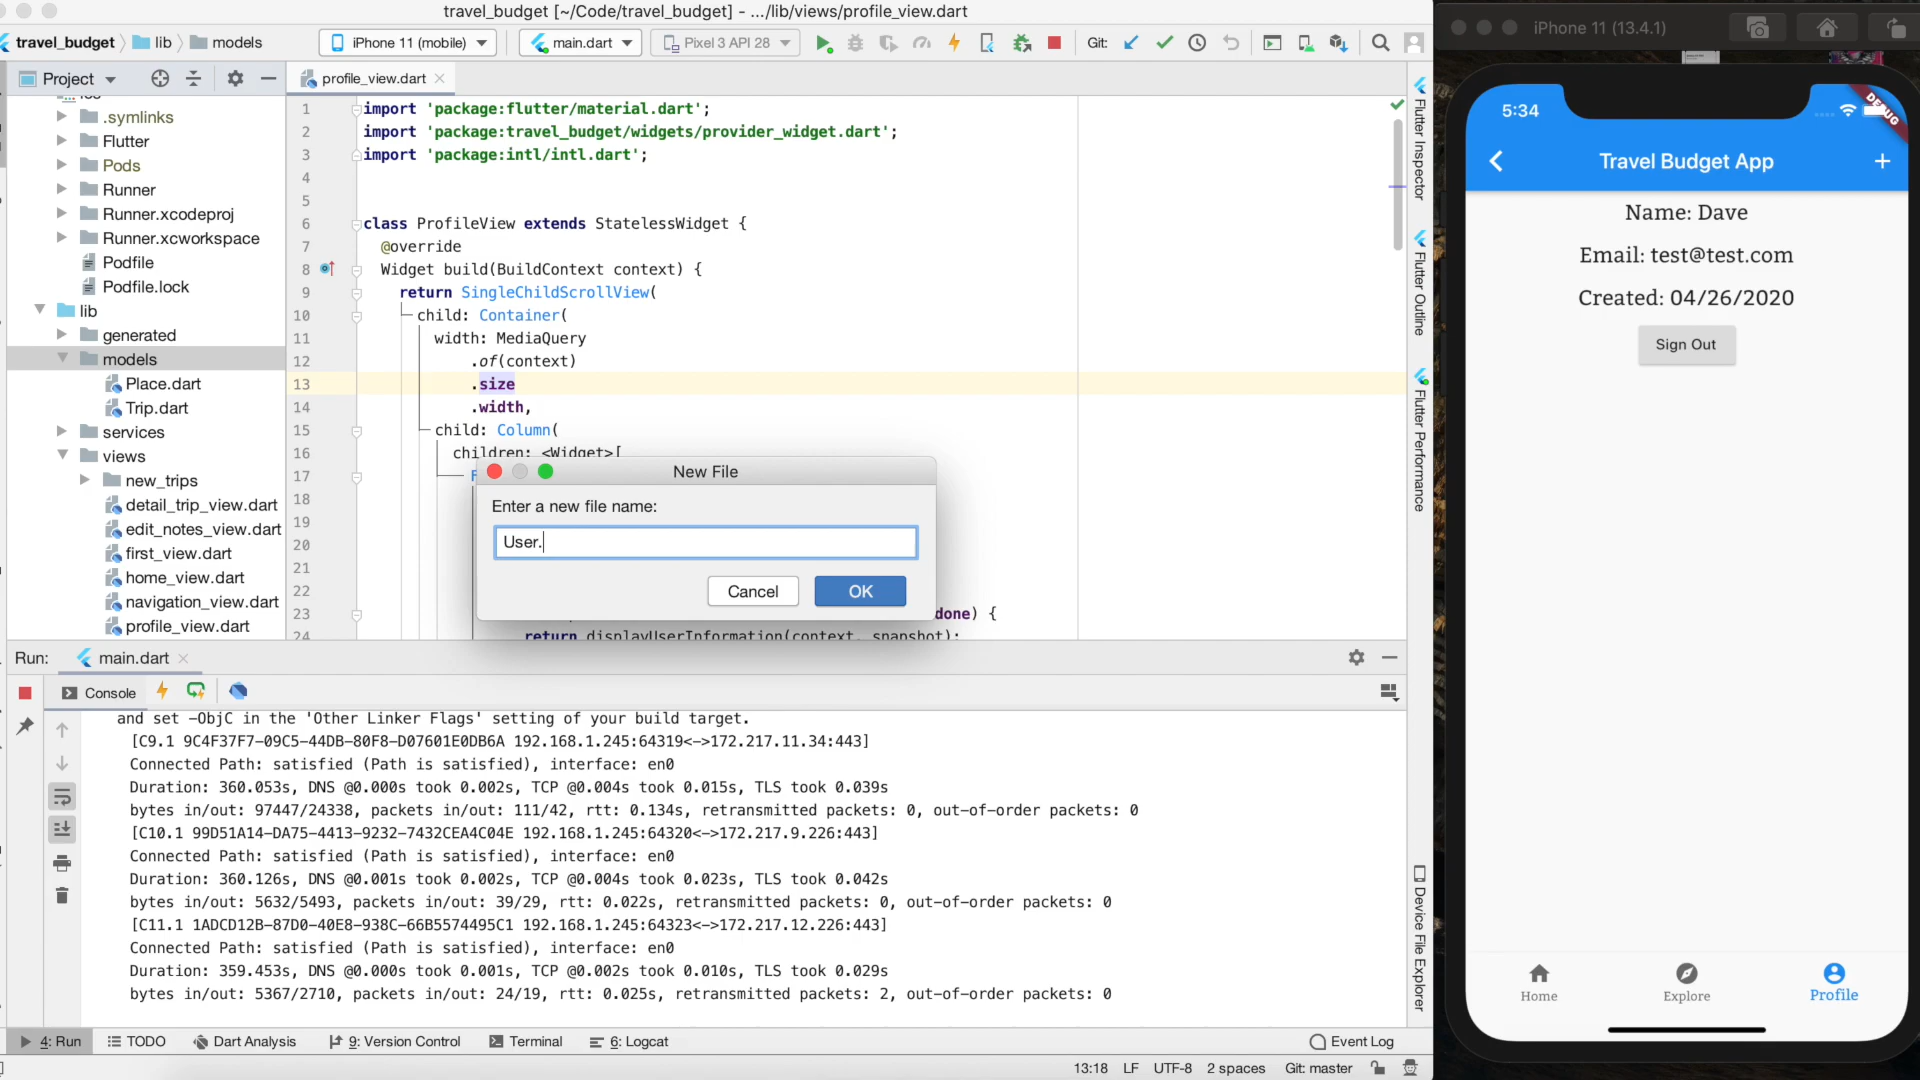 travel_budget [~/Code/travel_budget] - .../lib/views/profile_view.dart
travel_budget
lib
models
iPhone 11 (mobile)
main.dart
Pixel 3 API 28
Git:
Project
profile_view.dart
.symlinks
Flutter
Pods
Runner
Runner.xcodeproj
Runner.xcworkspace
Podfile
Podfile.lock
lib
generated
models
Place.dart
Trip.dart
services
views
new_trips
detail_trip_view.dart
edit_notes_view.dart
first_view.dart
home_view.dart
navigation_view.dart
profile_view.dart
1 import 'package:flutter/material.dart';
2 import 'package:travel_budget/widgets/provider_widget.dart';
3 import 'package:intl/intl.dart';
4
5
6 class ProfileView extends StatelessWidget {
7 @override
8 Widget build(BuildContext context) {
9 return SingleChildScrollView(
10 child: Container(
11 width: MediaQuery
12 .of(context)
13 .size
14 .width,
15 child: Column(
16 children: <Widget>[
17 F
18
19
20
21
22
23 done) {
24 return displayUserInformation(context, snapshot);
New File
Enter a new file name:
User.
Cancel
OK
Flutter Inspector
Flutter Outline
Flutter Performance
Device File Explorer
Run:
main.dart
Console
and set -ObjC in the 'Other Linker Flags' setting of your build target.
[C9.1 9C4F37F7-09C5-44DB-80F8-D07601E0DB6A 192.168.1.245:64319<->172.217.11.34:443]
Connected Path: satisfied (Path is satisfied), interface: en0
Duration: 360.053s, DNS @0.000s took 0.002s, TCP @0.004s took 0.015s, TLS took 0.039s
bytes in/out: 97447/24338, packets in/out: 111/42, rtt: 0.134s, retransmitted packets: 0, out-of-order packets: 0
[C10.1 99D51A14-DA75-4413-9232-7432CEA4C04E 192.168.1.245:64320<->172.217.9.226:443]
Connected Path: satisfied (Path is satisfied), interface: en0
Duration: 360.126s, DNS @0.001s took 0.002s, TCP @0.004s took 0.023s, TLS took 0.042s
bytes in/out: 5632/5493, packets in/out: 39/29, rtt: 0.022s, retransmitted packets: 0, out-of-order packets: 0
[C11.1 1ADCD12B-87D0-40E8-938C-66B5574495C1 192.168.1.245:64323<->172.217.12.226:443]
Connected Path: satisfied (Path is satisfied), interface: en0
Duration: 359.453s, DNS @0.000s took 0.001s, TCP @0.002s took 0.010s, TLS took 0.029s
bytes in/out: 5367/2710, packets in/out: 24/19, rtt: 0.025s, retransmitted packets: 2, out-of-order packets: 0
4: Run
TODO
Dart Analysis
9: Version Control
Terminal
6: Logcat
Event Log
13:18
LF
UTF-8
2 spaces
Git: master
iPhone 11 (13.4.1)
5:34
DEBUG
Travel Budget App
Name: Dave
Email: test@test.com
Created: 04/26/2020
Sign Out
Home
Explore
Profile